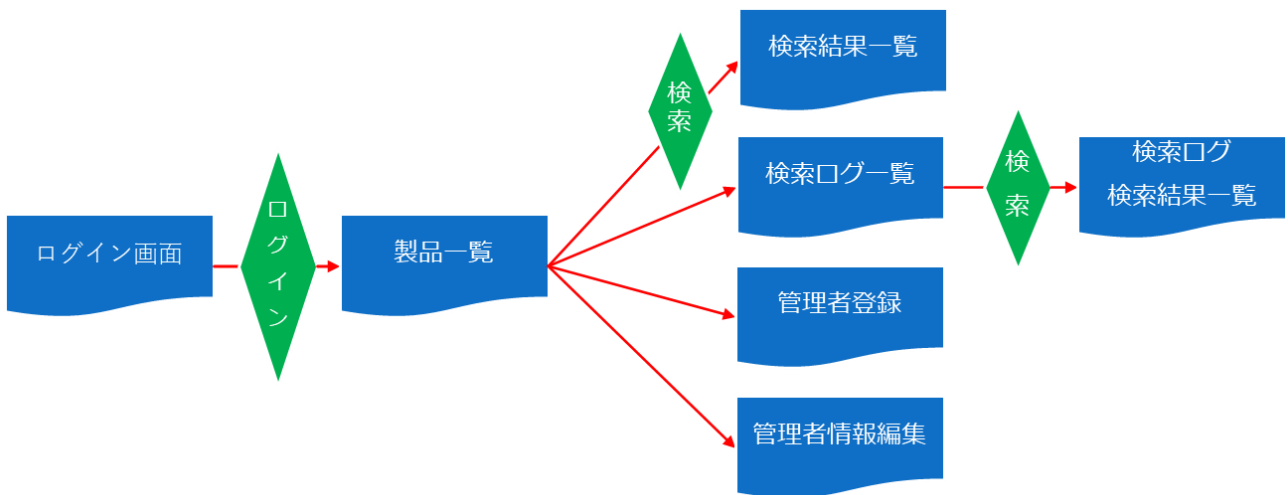 ログイン画面
ログイン
製品一覧
検索
検索結果一覧
検索ログ一覧
検索
検索ログ
検索結果一覧
管理者登録
管理者情報編集